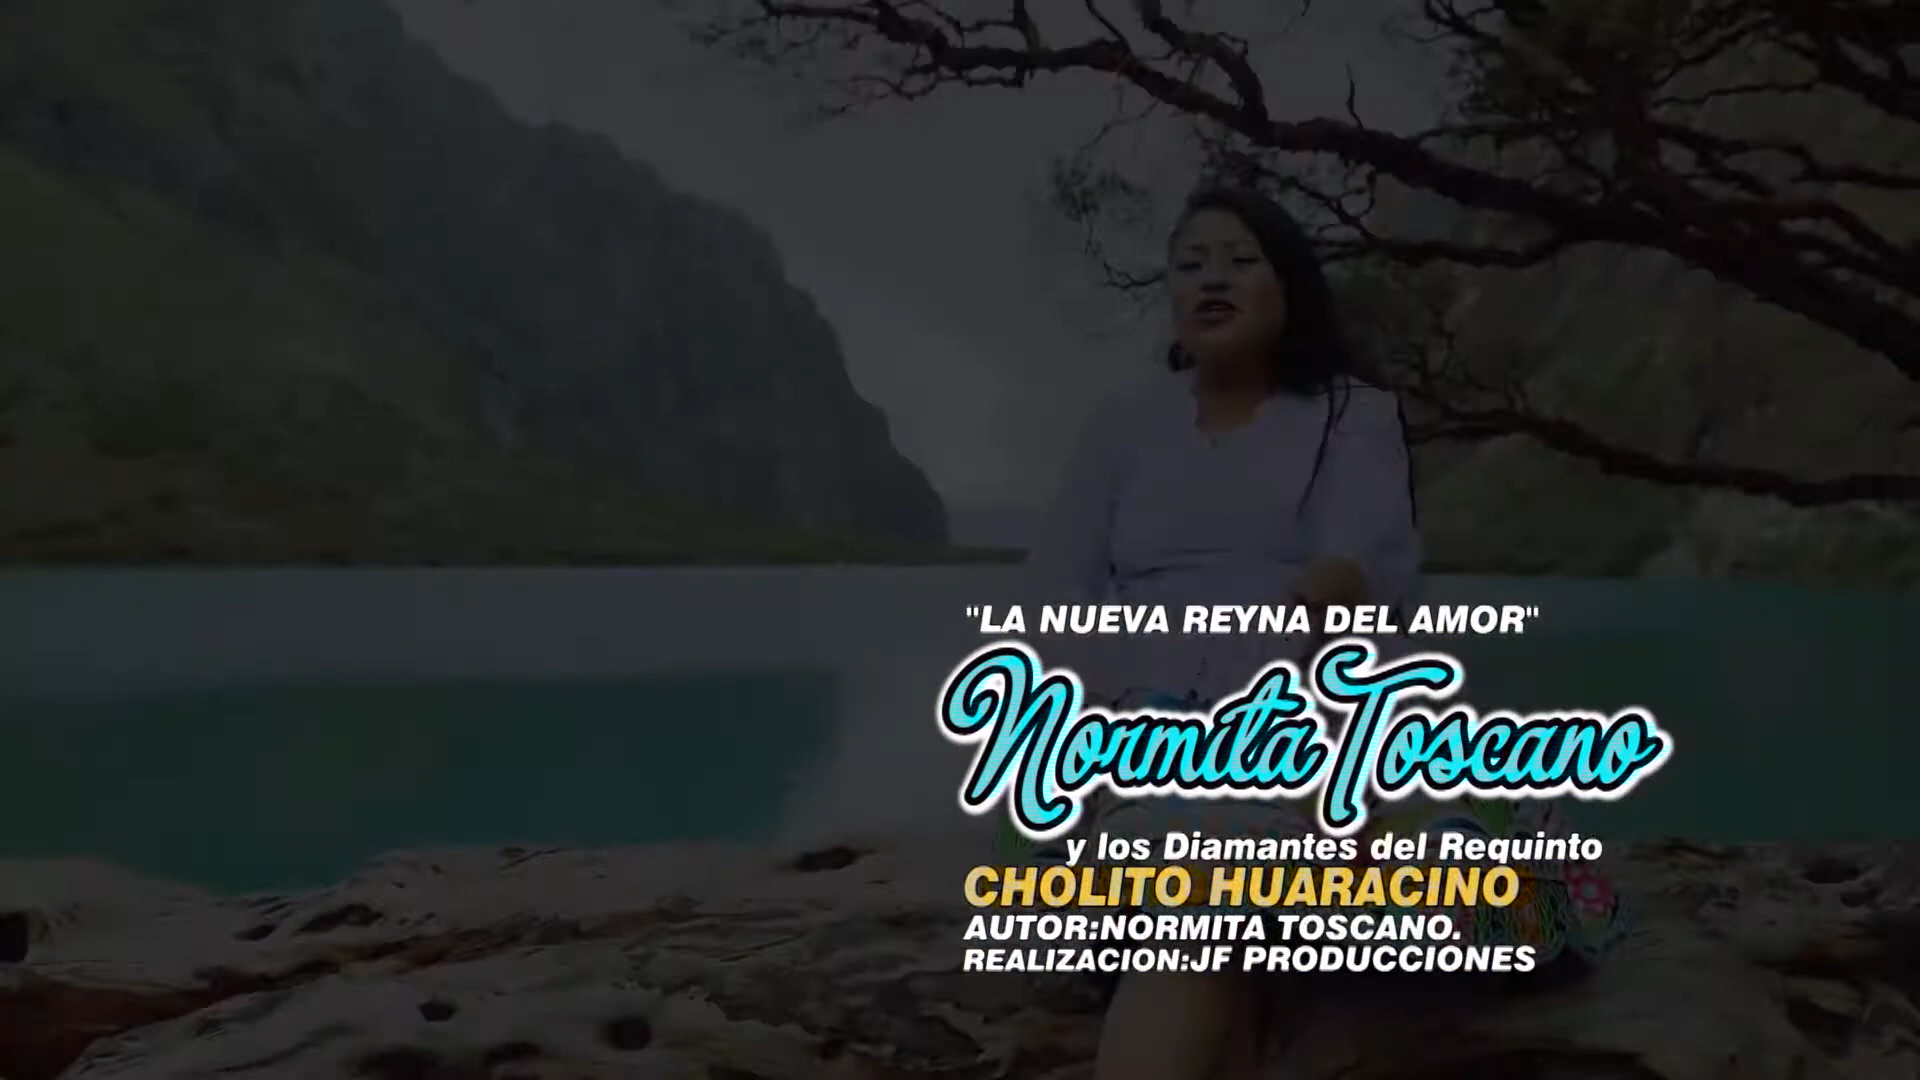 "LA NUEVA REYNA DEL AMOR"
Normita Toscano
y los Diamantes del Requinto
CHOLITO HUARACINO
AUTOR:NORMITA TOSCANO.
REALIZACION:JF PRODUCCIONES